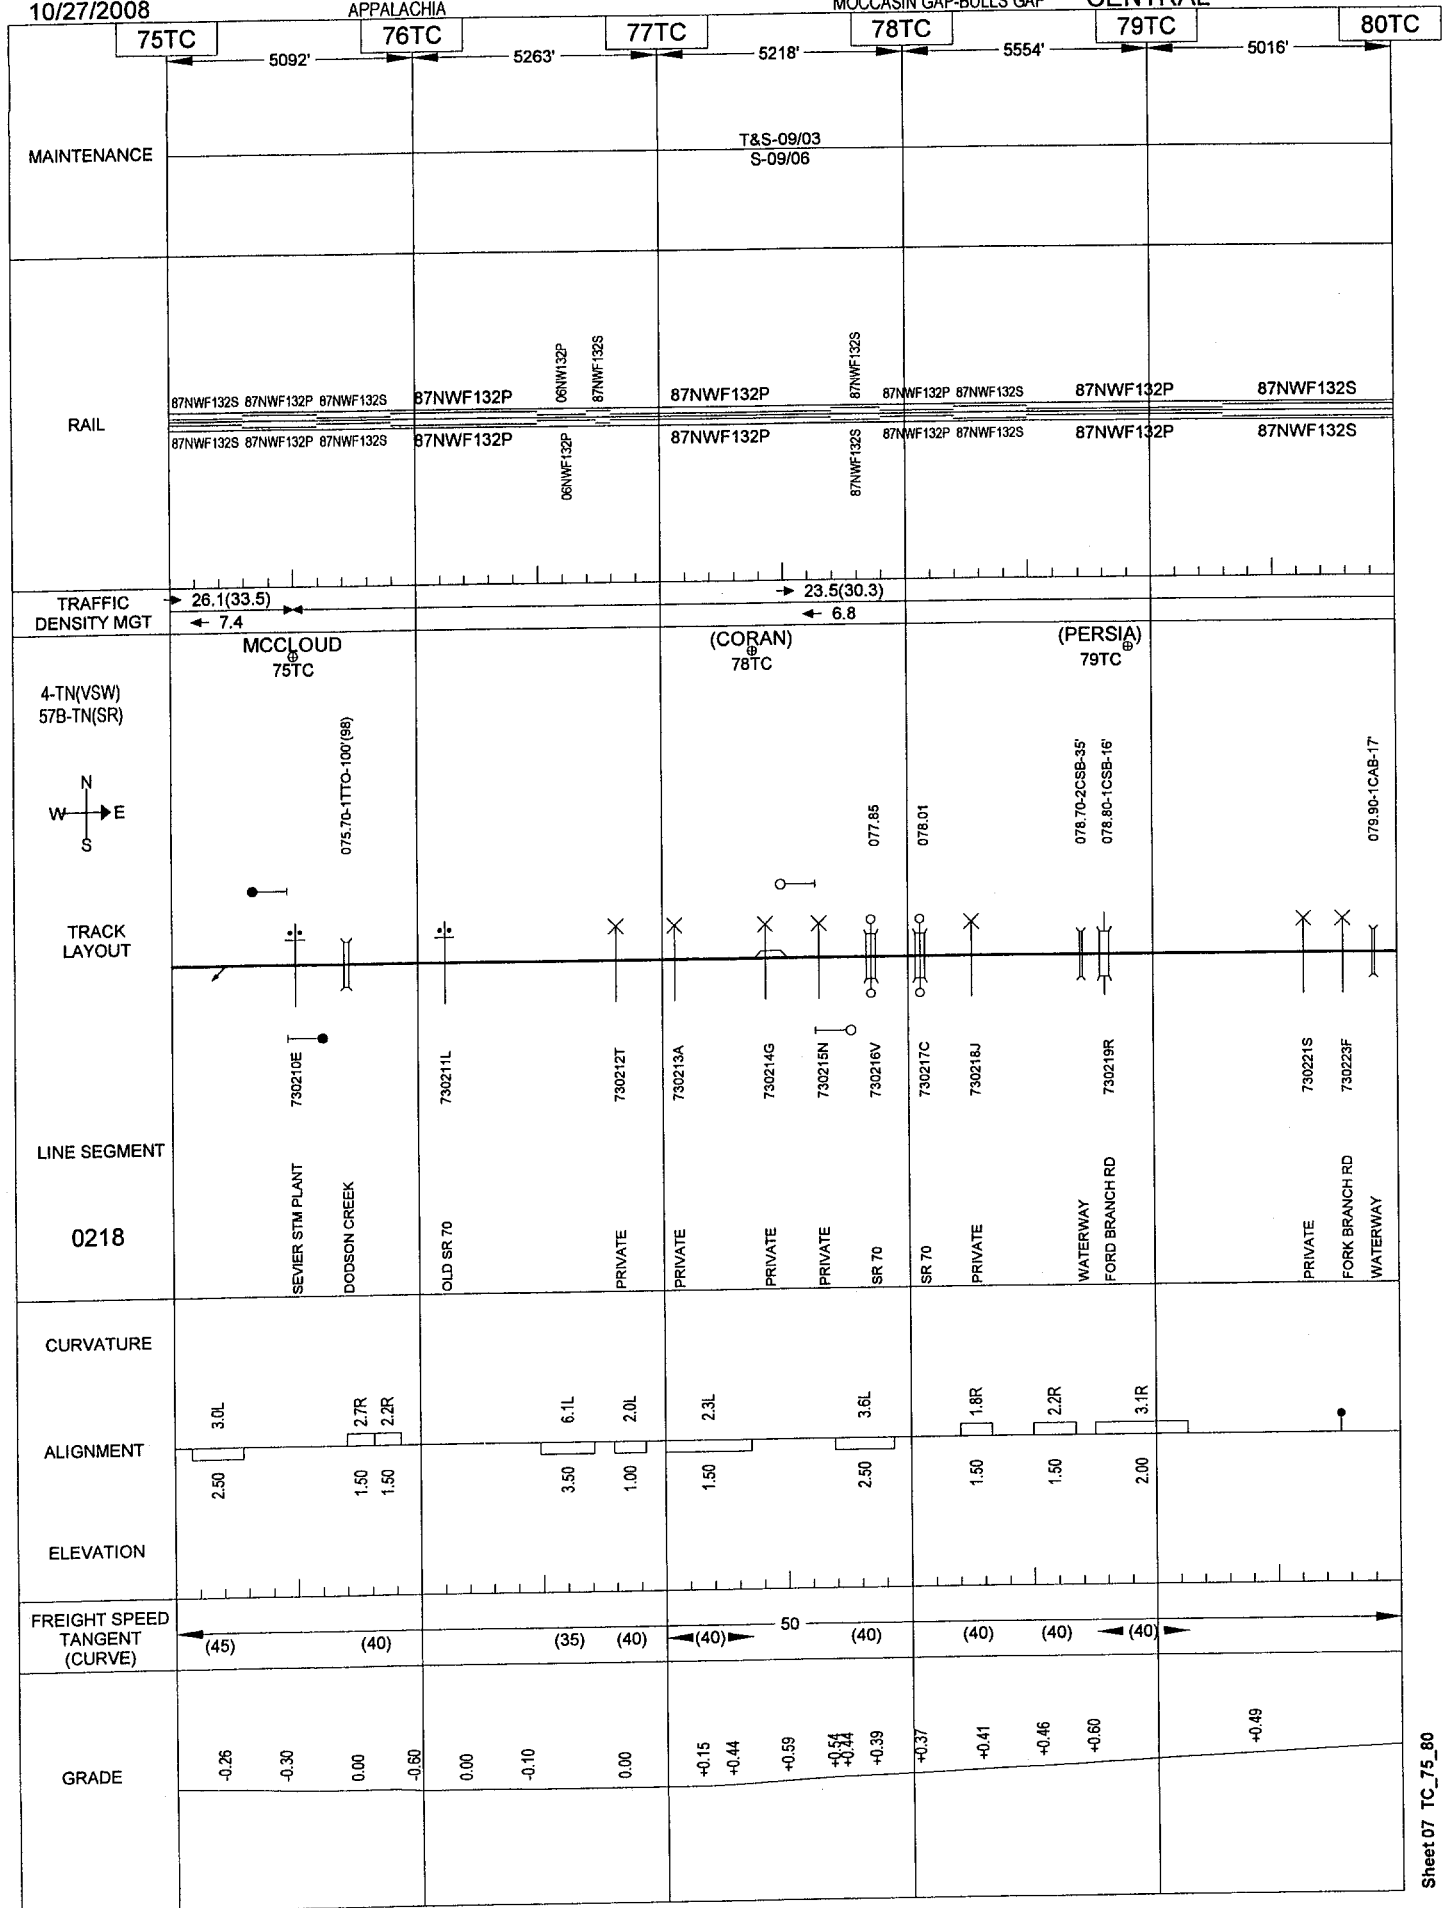 10/27/2008 APPALACHIA MOCCASIN GAP-BULLS GAP CENTRAL
75TC 76TC 77TC 78TC 79TC 80TC
5092' 5263' 5218' 5554' 5016'
MAINTENANCE
T&S-09/03
S-09/06
RAIL
87NWF132S 87NWF132P 87NWF132S 87NWF132P 06NW132P 87NWF132S 87NWF132P 87NWF132S 87NWF132P 87NWF132S 87NWF132P 87NWF132S
87NWF132S 87NWF132P 87NWF132S 87NWF132P 06NWF132P 87NWF132P 87NWF132S 87NWF132P 87NWF132S 87NWF132P 87NWF132S
TRAFFIC
DENSITY MGT
26.1(33.5) 23.5(30.3)
7.4 6.8
MCCLOUD (CORAN) (PERSIA)
75TC 78TC 79TC
4-TN(VSW)
57B-TN(SR)
N
W E
S
075.70-1TTO-100'(98) 077.85 078.01 078.70-2CSB-35' 078.80-1CSB-16' 079.90-1CAB-17'
TRACK
LAYOUT
730210E 730211L 730212T 730213A 730214G 730215N 730216V 730217C 730218J 730219R 730221S 730223F
LINE SEGMENT
0218
SEVIER STM PLANT
DODSON CREEK
OLD SR 70
PRIVATE
PRIVATE
PRIVATE
PRIVATE
SR 70
SR 70
PRIVATE
WATERWAY
FORD BRANCH RD
PRIVATE
FORK BRANCH RD
WATERWAY
CURVATURE
3.0L 2.7R 2.2R 6.1L 2.0L 2.3L 3.6L 1.8R 2.2R 3.1R
ALIGNMENT
2.50 1.50 1.50 3.50 1.00 1.50 2.50 1.50 1.50 2.00
ELEVATION
FREIGHT SPEED
TANGENT
(CURVE)
50
(45) (40) (35) (40) (40) (40) (40) (40) (40)
GRADE
-0.26 -0.30 0.00 -0.60 0.00 -0.10 0.00 +0.15 +0.44 +0.59 +0.54 +0.44 +0.39 +0.37 +0.41 +0.46 +0.60 +0.49
Sheet 07 TC_75_80